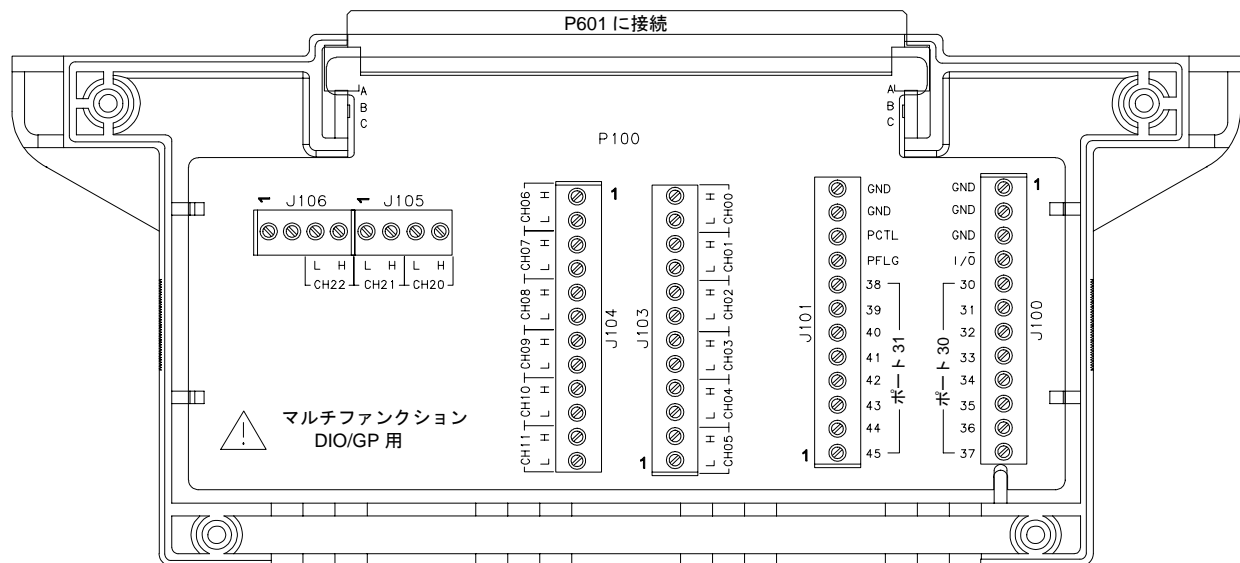 P601 に接続
A
B
C
A
B
C
P100
1 J106 1 J105
L H L H L H
CH22 CH21 CH20
CH06 H L
CH07 H L
CH08 H L
CH09 H L
CH10 H L
CH11 H L
1
J104
J103
1
H L CH00
H L CH01
H L CH02
H L CH03
H L CH04
H L CH05
J101
1
GND
GND
PCTL
PFLG
38
39
40
41
42
43
44
45
ポート 31
ポート 30
GND
GND
GND
I/O̅
30
31
32
33
34
35
36
37
1
J100
!
マルチファンクション
DIO/GP 用